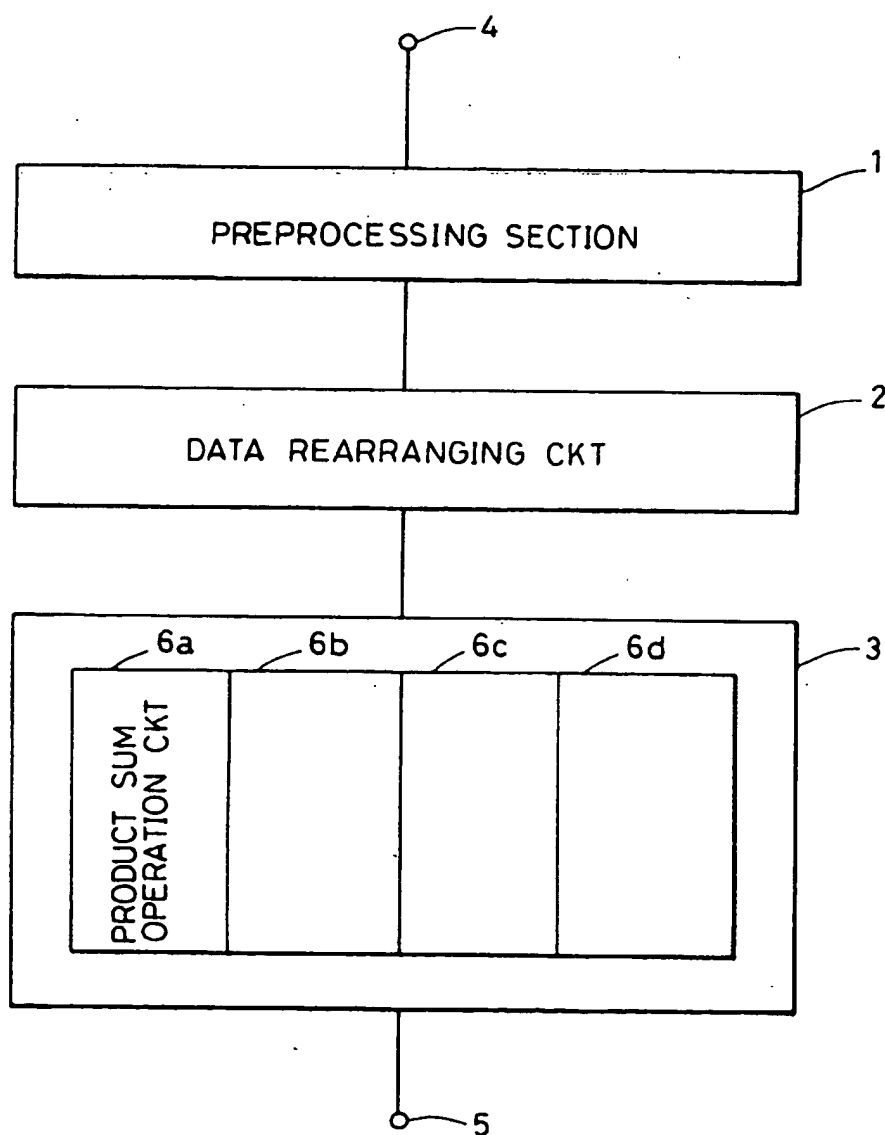 4
1
PREPROCESSING SECTION
2
DATA REARRANGING CKT
3
6a
6b
6c
6d
PRODUCT SUM
OPERATION CKT
5